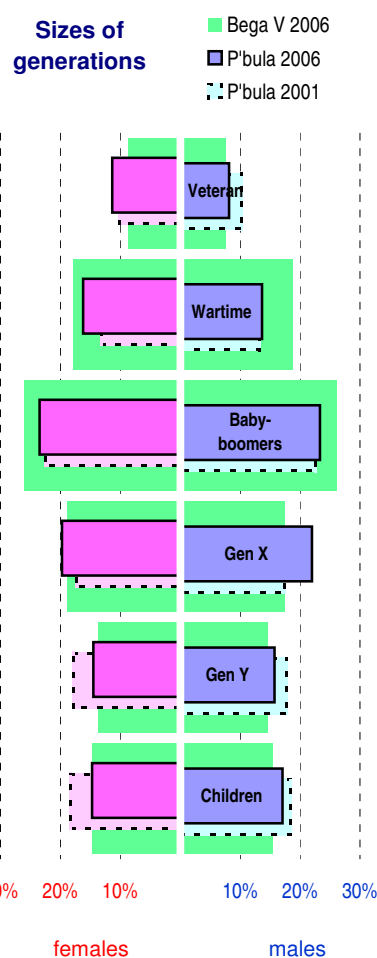 Sizes of
generations
Bega V 2006
P'bula 2006
P'bula 2001
Veteran
Wartime
Baby-
boomers
Gen X
Gen Y
Children
0% 20% 10% 10% 20% 30%
females males